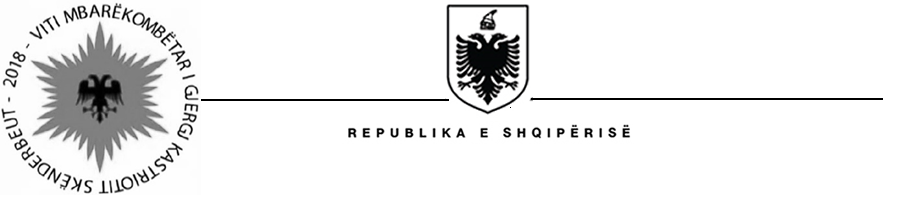 2018 - VITI MBARËKOMBËTAR I GJERGJ KASTRIOTIT SKËNDERBEUT -
REPUBLIKA E SHQIPËRISË